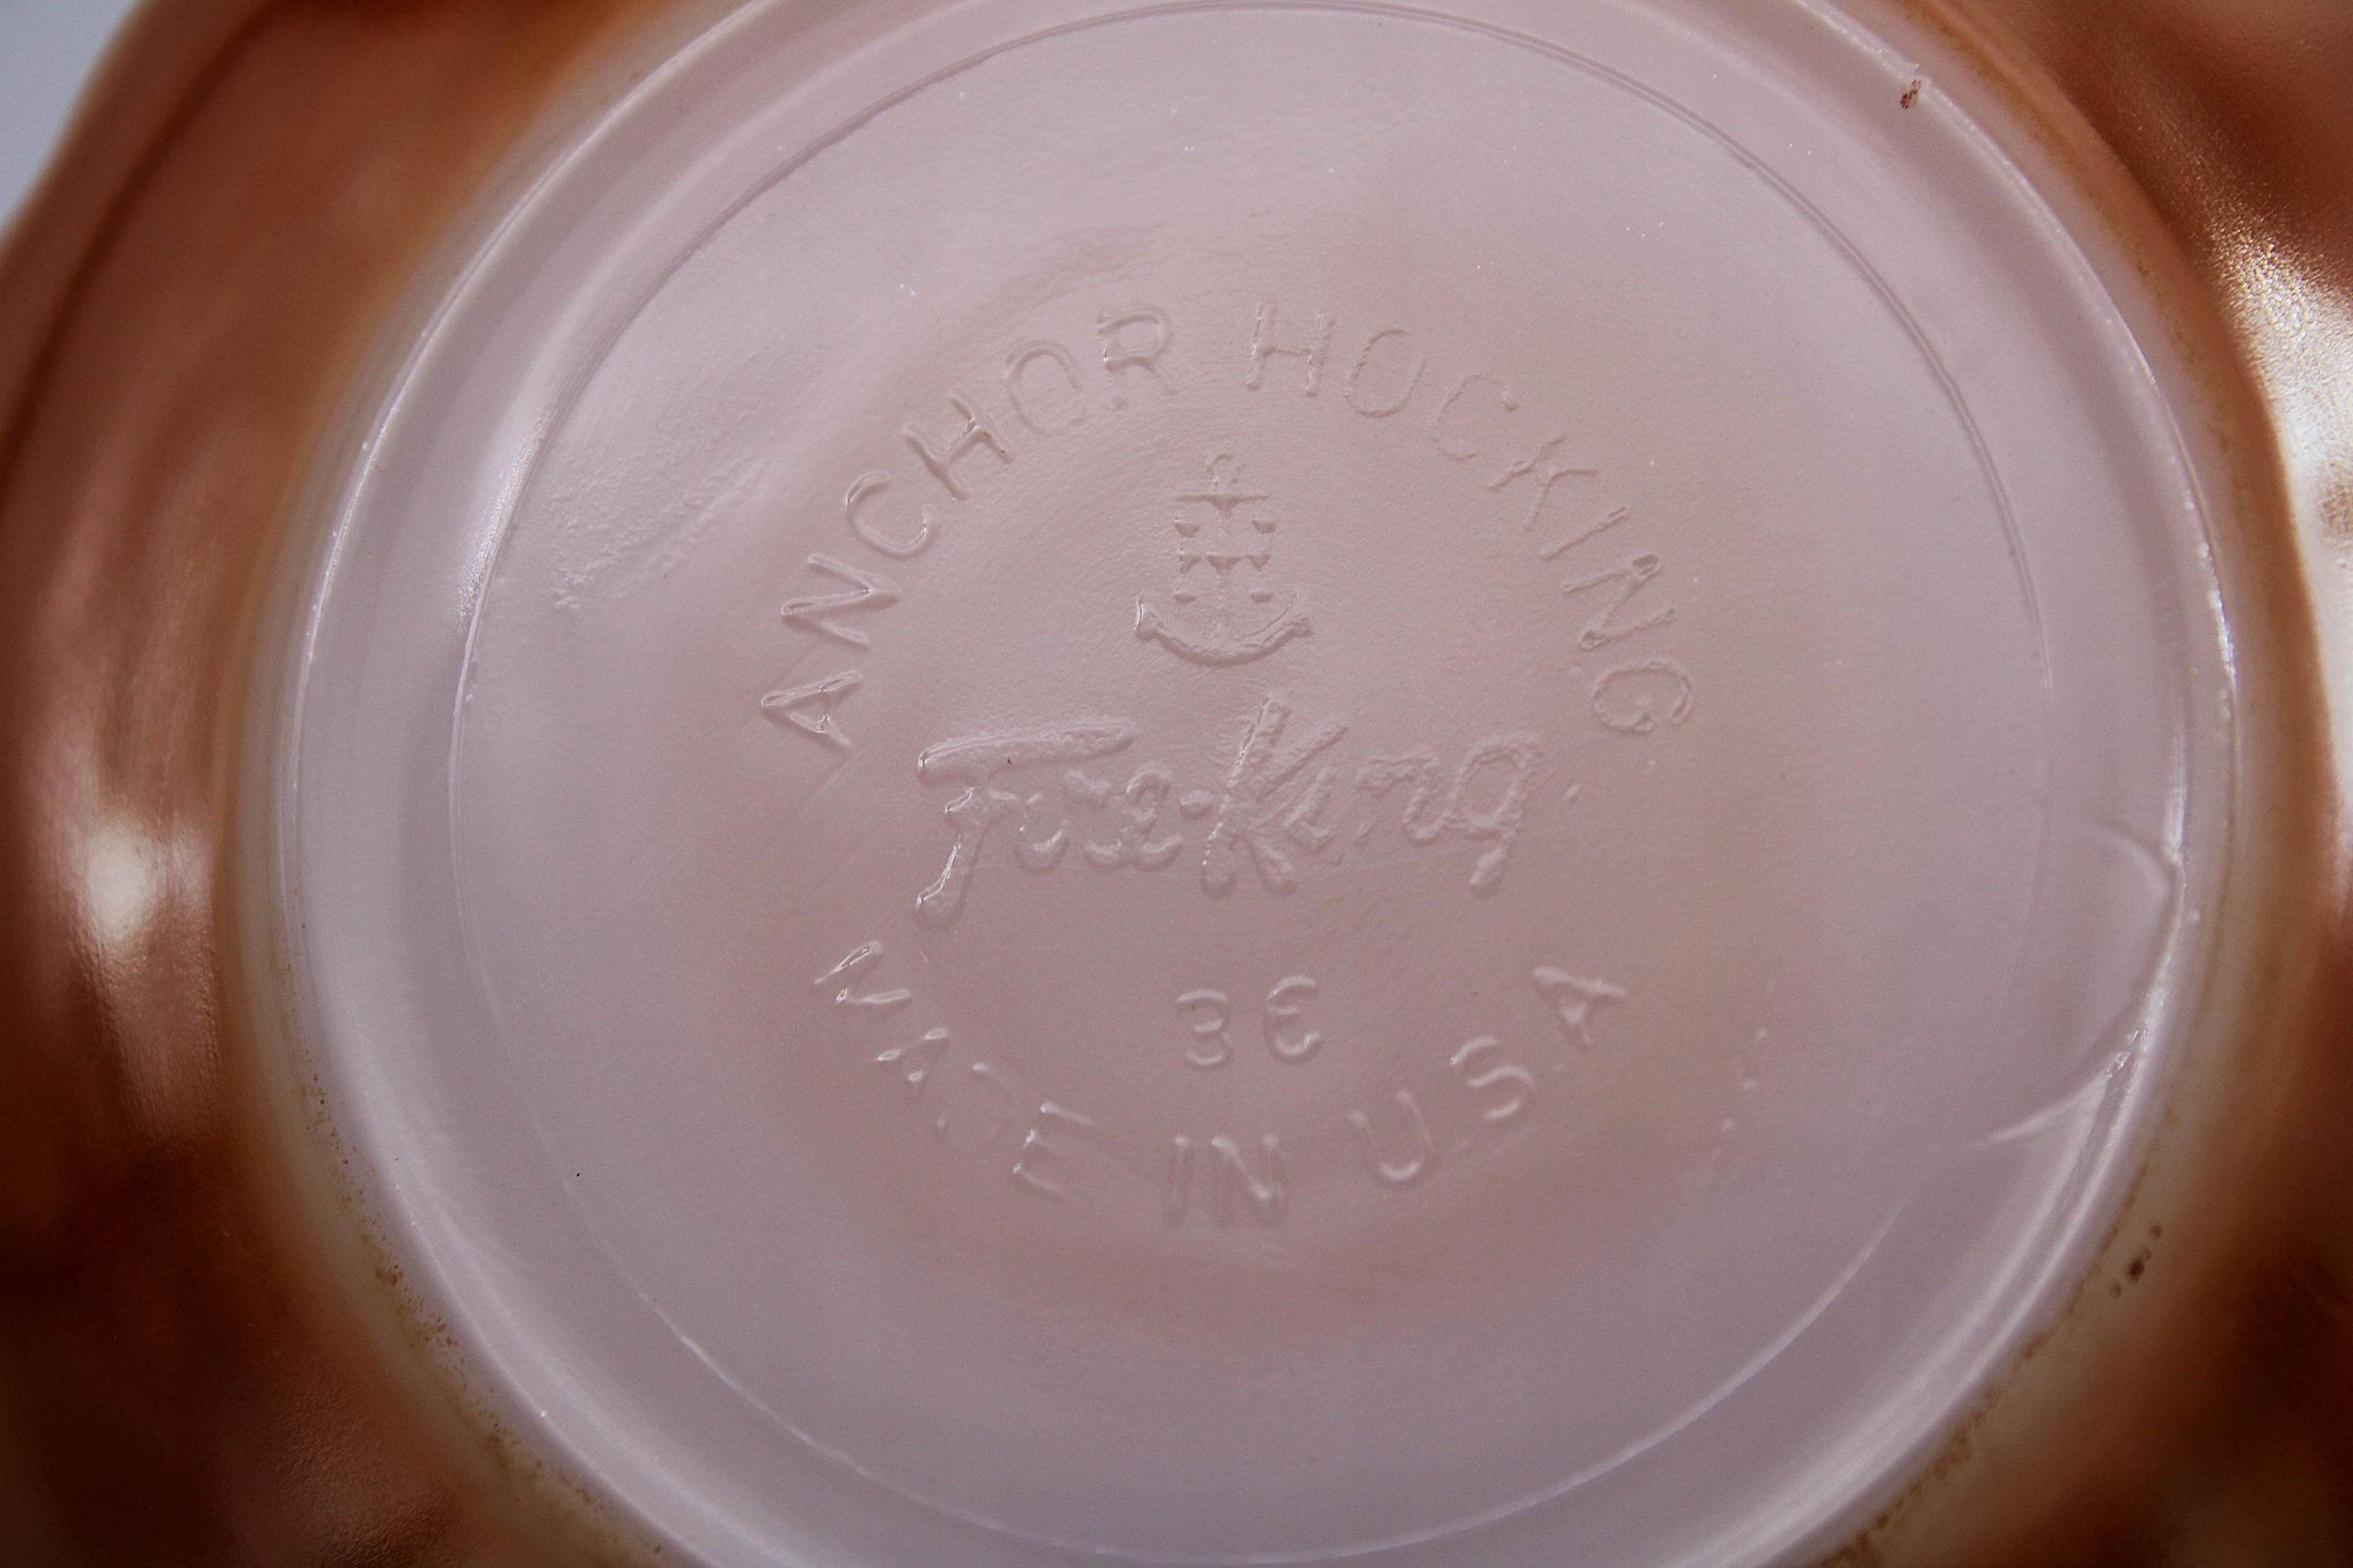 ANCHOR HOCKING
Fire-King
36
MADE IN USA